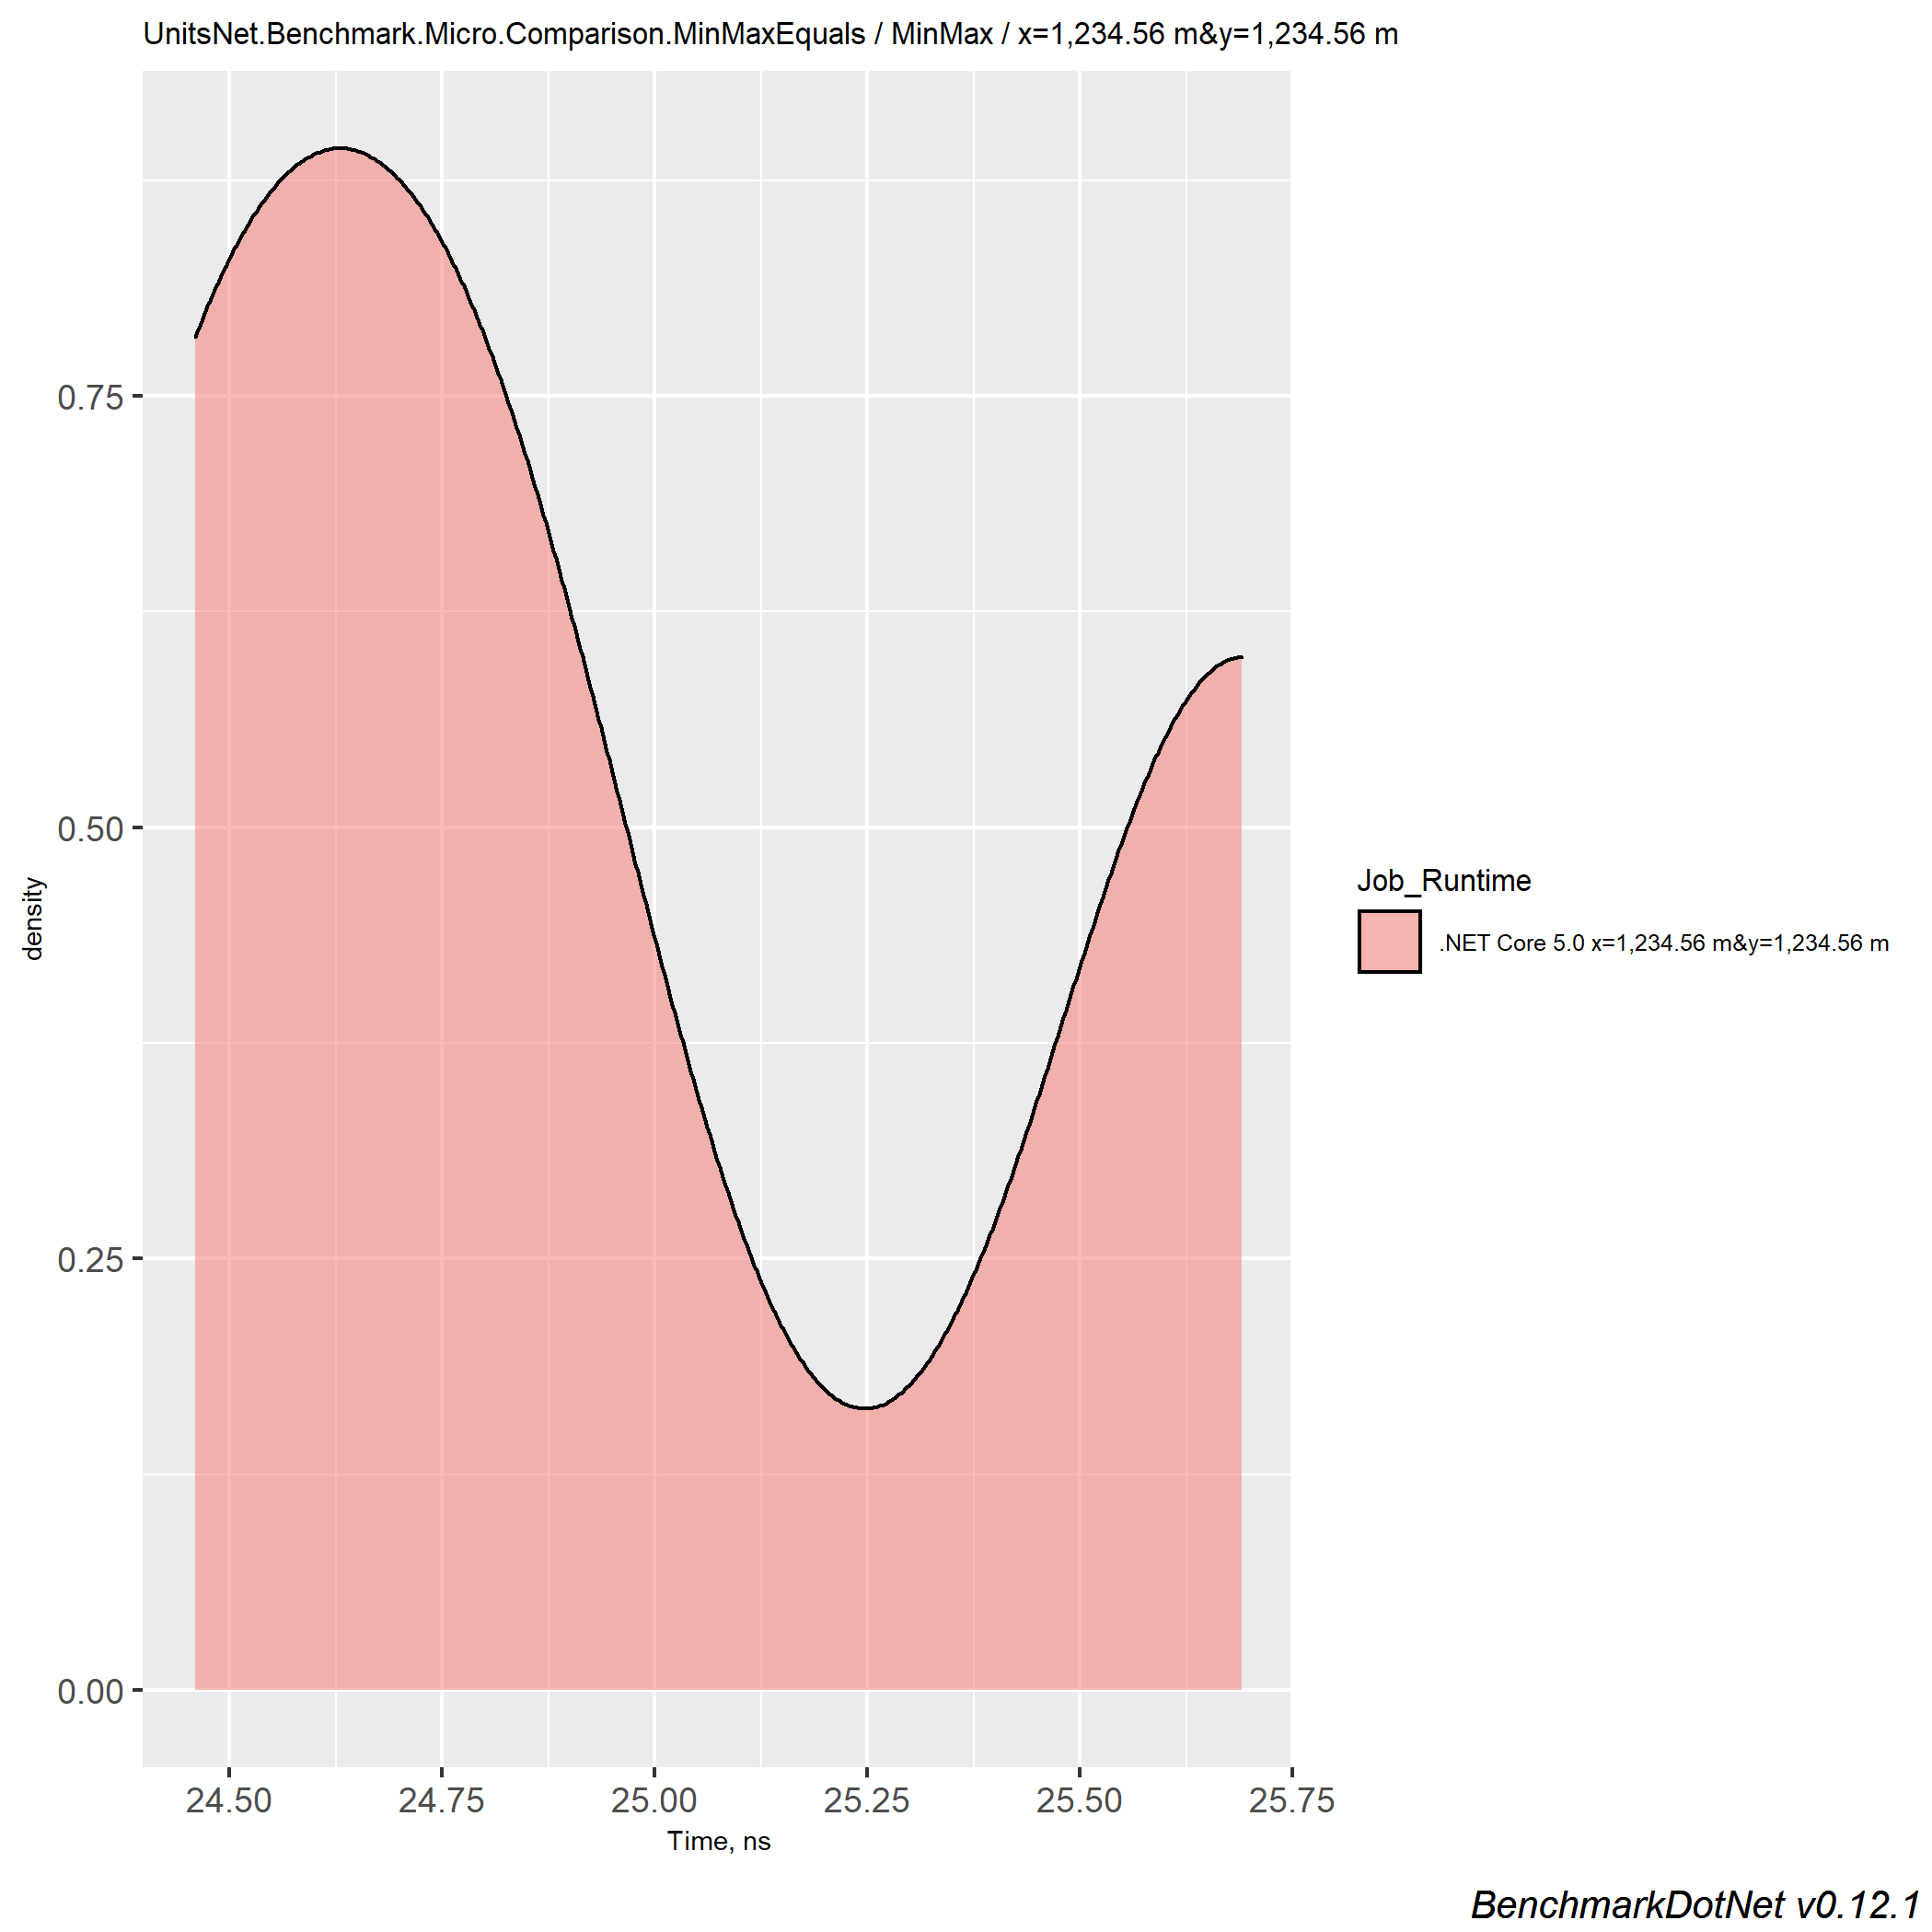 UnitsNet.Benchmark.Micro.Comparison.MinMaxEquals / MinMax / x=1,234.56 m&y=1,234.56 m
0.75
0.50
0.25
0.00
density
24.50 24.75 25.00 25.25 25.50 25.75
Time, ns
Job_Runtime
.NET Core 5.0 x=1,234.56 m&y=1,234.56 m
BenchmarkDotNet v0.12.1